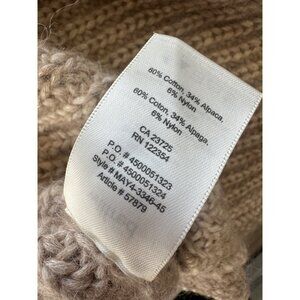 60% Cotton, 34% Alpaca,
6% Nylon
60% Coton, 34% Alpaga,
6% Nylon
CA 23725
RN 122354
P.O. # 4500051323
P.O. # 4500051324
Style # MAY4-3346-45
Article # 57879